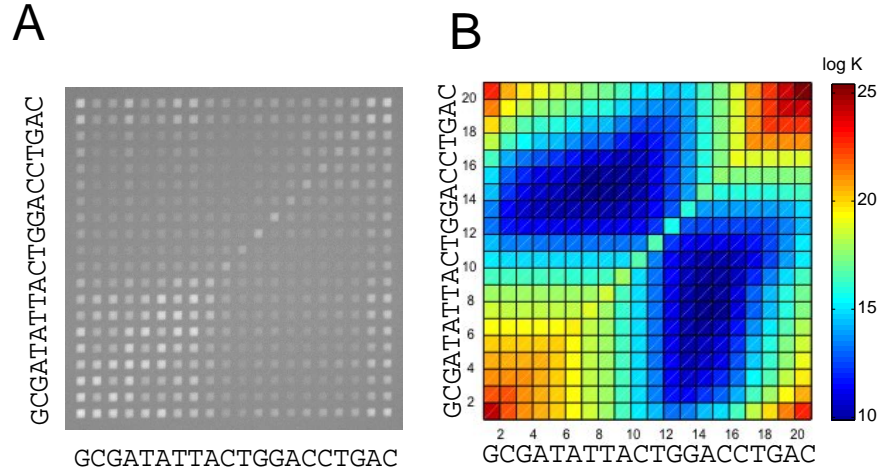 A
B
GCGATATTACTGGACCTGAC
GCGATATTACTGGACCTGAC
GCGATATTACTGGACCTGAC
20
18
16
14
12
10
8
6
4
2
2 4 6 8 10 12 14 16 18 20
GCGATATTACTGGACCTGAC
log K
25
20
15
10